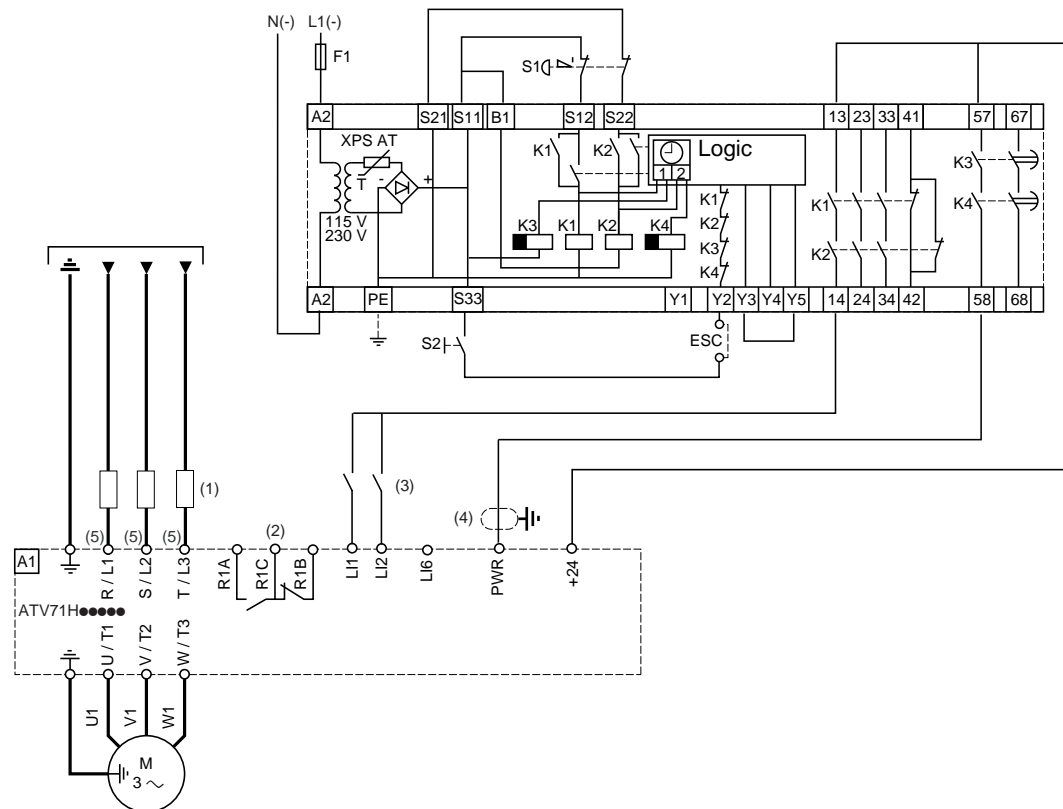 N(-) L1(-)
F1
S1
A2 S21 S11 B1 S12 S22 13 23 33 41 57 67
XPS AT
T - +
115 V
230 V
K1 K2
Logic
1 2
K3 K1 K2 K4
K1
K2
K3
K4
K1
K2
K3
K4
A2 PE S33 Y1 Y2 Y3 Y4 Y5 14 24 34 42 58 68
S2
ESC
(1)
(3)
(4)
(5) (5) (5)
(2)
A1
R / L1
S / L2
T / L3
R1A
R1C
R1B
LI1
LI2
LI6
PWR
+24
ATV71H●●●●●
U / T1
V / T2
W / T3
U1
V1
W1
M
3 ~